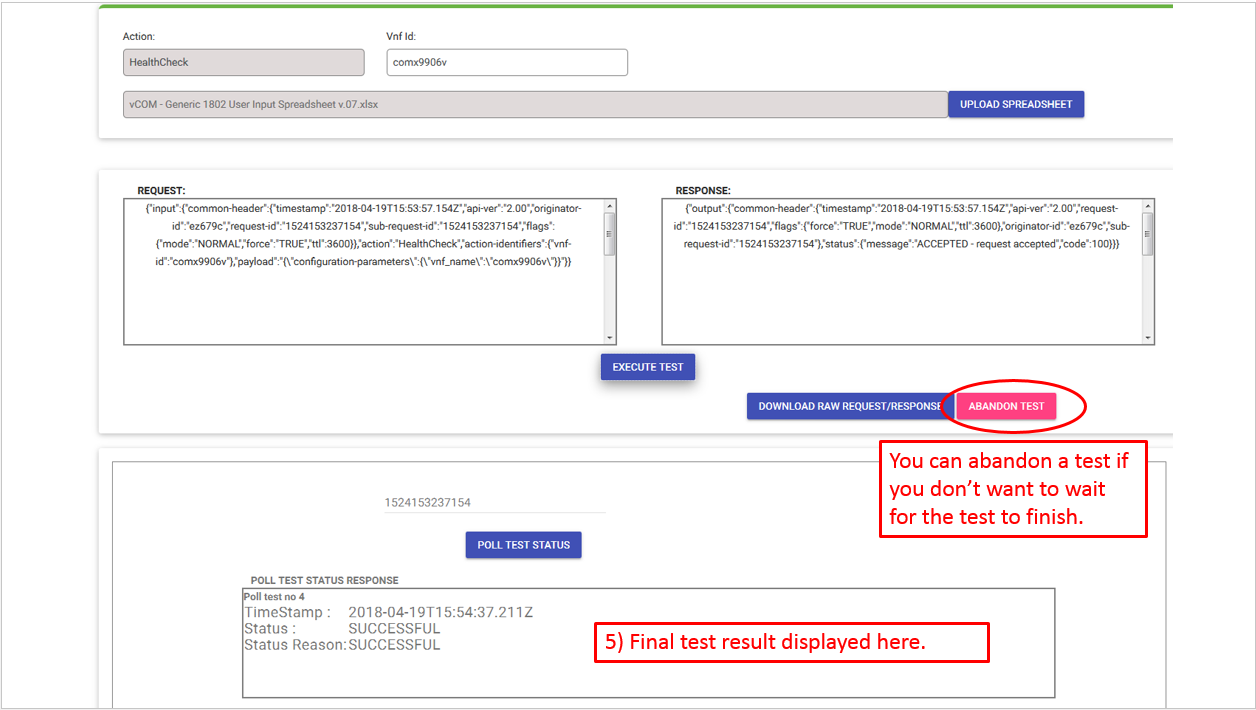 Action:
Vnf Id:
HealthCheck
comx9906v
vCOM - Generic 1802 User Input Spreadsheet v.07.xlsx
UPLOAD SPREADSHEET
REQUEST:
{"input":{"common-header":{"timestamp":"2018-04-19T15:53:57.154Z","api-ver":"2.00","originator-
id":"ez679c","request-id":"1524153237154","sub-request-id":"1524153237154","flags":
{"mode":"NORMAL","force":"TRUE","ttl":3600}},"action":"HealthCheck","action-identifiers":{"vnf-
id":"comx9906v"},"payload":"{\"configuration-parameters\":{\"vnf_name\":\"comx9906v\"}}"}}
RESPONSE:
{"output":{"common-header":{"timestamp":"2018-04-19T15:53:57.154Z","api-ver":"2.00","request-
id":"1524153237154","flags":{"force":"TRUE","mode":"NORMAL","ttl":3600},"originator-id":"ez679c","sub-
request-id":"1524153237154"},"status":{"message":"ACCEPTED - request accepted","code":100}}}
EXECUTE TEST
DOWNLOAD RAW REQUEST/RESPONSE
ABANDON TEST
You can abandon a test if
you don’t want to wait
for the test to finish.
1524153237154
POLL TEST STATUS
POLL TEST STATUS RESPONSE
Poll test no 4
TimeStamp : 2018-04-19T15:54:37.211Z
Status : SUCCESSFUL
Status Reason: SUCCESSFUL
5) Final test result displayed here.